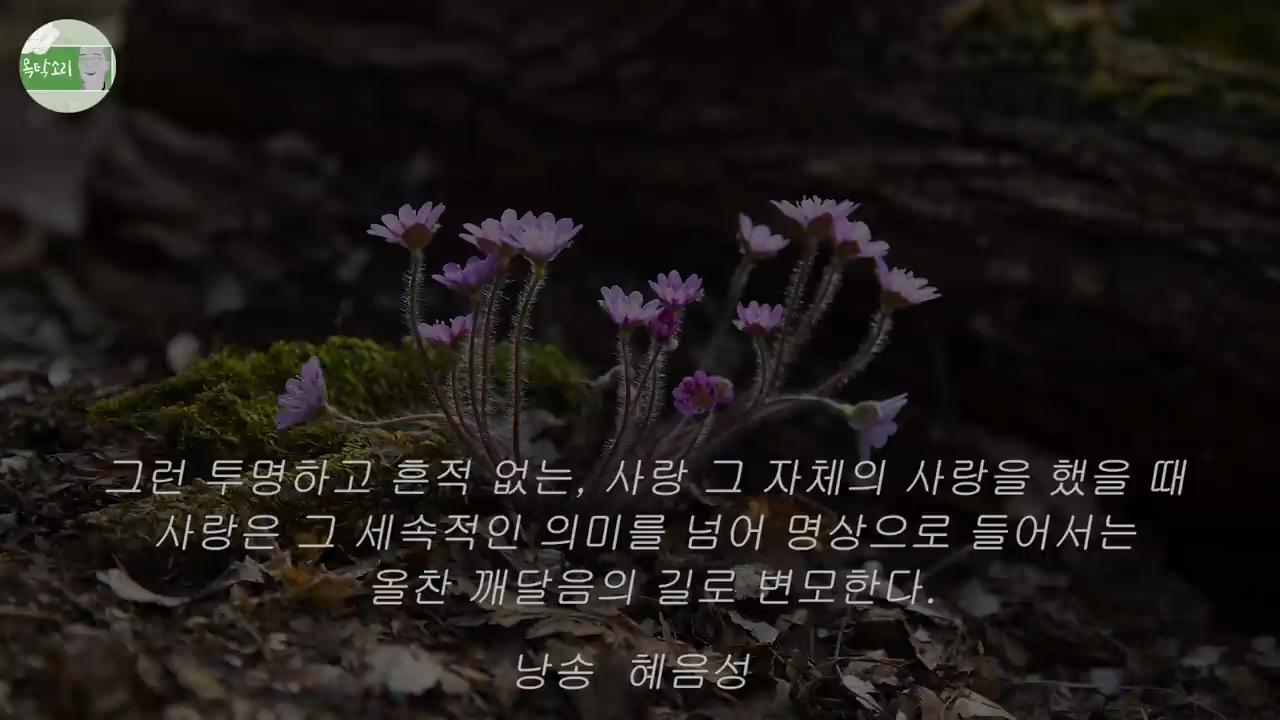 목탁소리
그런 투명하고 흔적 없는, 사랑 그 자체의 사랑을 했을 때
사랑은 그 세속적인 의미를 넘어 명상으로 들어서는
올찬 깨달음의 길로 변모한다.
낭송 혜음성